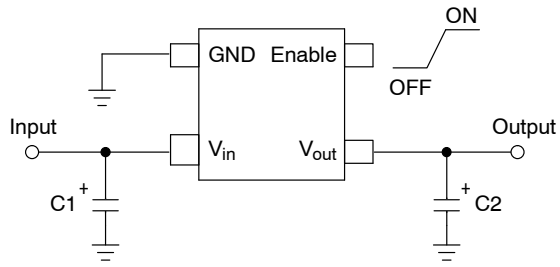 ON
GND Enable
OFF
Input
Output
Vin
Vout
C1 +
+ C2